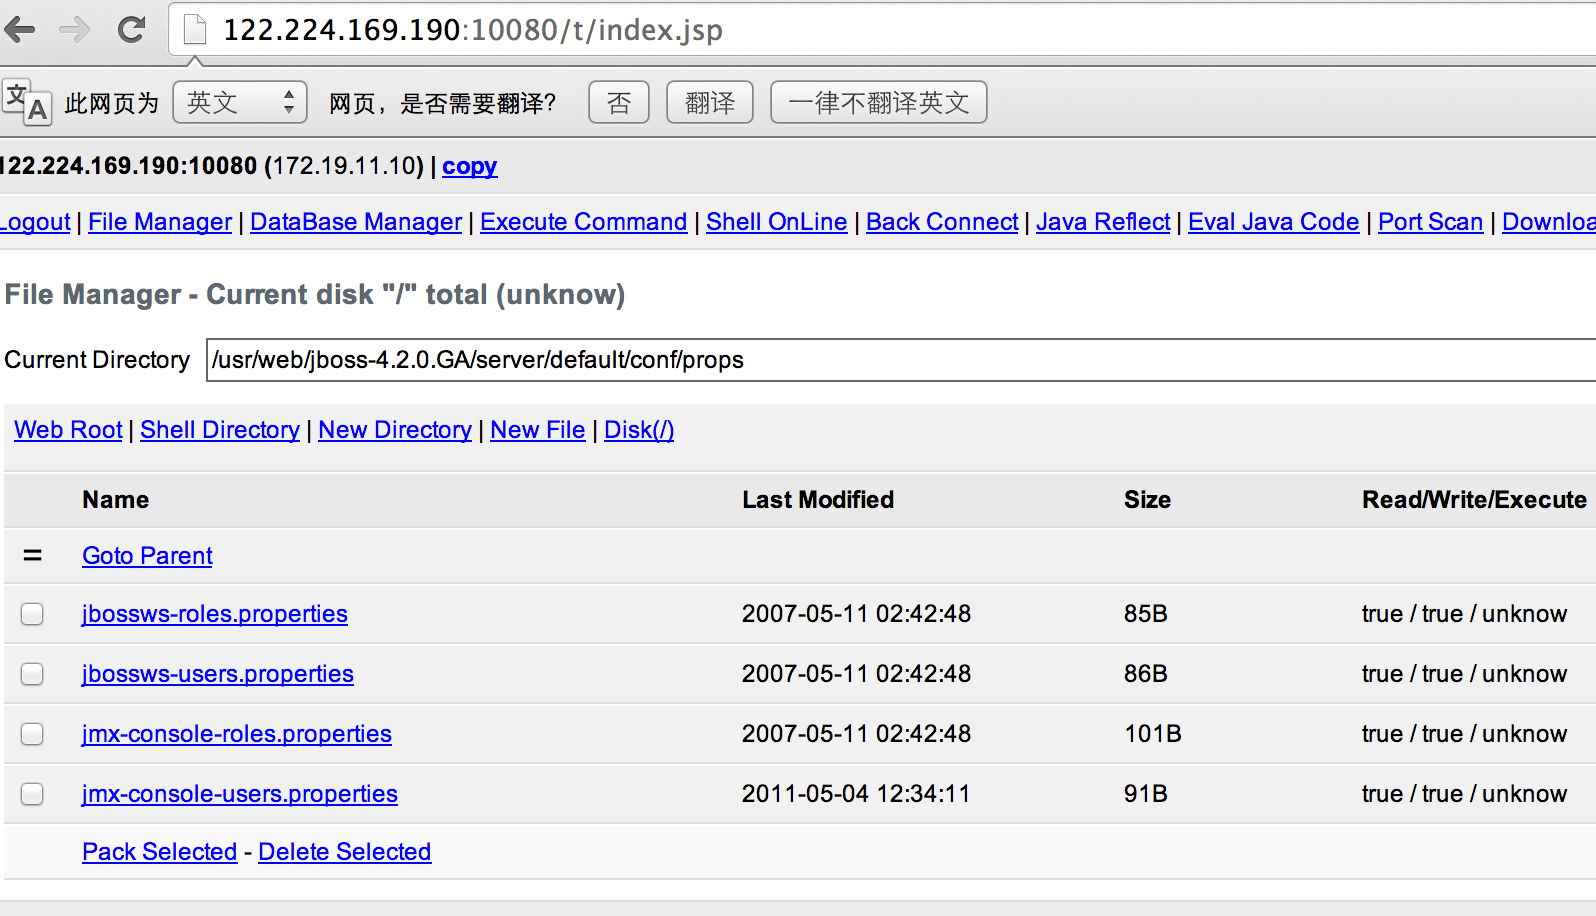 122.224.169.190:10080/t/index.jsp
文A 此网页为 英文 网页，是否需要翻译? 否 翻译 一律不翻译英文
122.224.169.190:10080 (172.19.11.10) | copy
Logout | File Manager | DataBase Manager | Execute Command | Shell OnLine | Back Connect | Java Reflect | Eval Java Code | Port Scan | Downloa
File Manager - Current disk "/" total (unknow)
Current Directory /usr/web/jboss-4.2.0.GA/server/default/conf/props
Web Root | Shell Directory | New Directory | New File | Disk(/)
Name Last Modified Size Read/Write/Execute
= Goto Parent
jbossws-roles.properties 2007-05-11 02:42:48 85B true / true / unknow
jbossws-users.properties 2007-05-11 02:42:48 86B true / true / unknow
jmx-console-roles.properties 2007-05-11 02:42:48 101B true / true / unknow
jmx-console-users.properties 2011-05-04 12:34:11 91B true / true / unknow
Pack Selected - Delete Selected